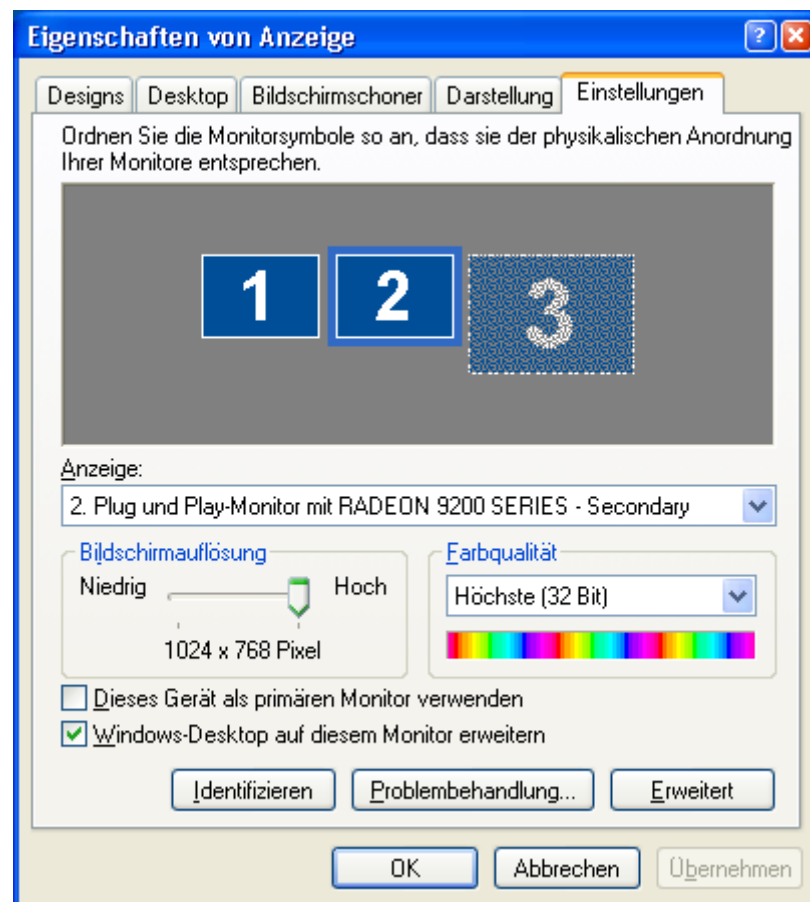 Eigenschaften von Anzeige
?
Designs Desktop Bildschirmschoner Darstellung Einstellungen
Ordnen Sie die Monitorsymbole so an, dass sie der physikalischen Anordnung
Ihrer Monitore entsprechen.
1 2 3
Anzeige:
2. Plug und Play-Monitor mit RADEON 9200 SERIES - Secondary
Bildschirmauflösung
Niedrig Hoch
1024 x 768 Pixel
Farbqualität
Höchste (32 Bit)
Dieses Gerät als primären Monitor verwenden
Windows-Desktop auf diesem Monitor erweitern
Identifizieren Problembehandlung... Erweitert
OK Abbrechen Übernehmen